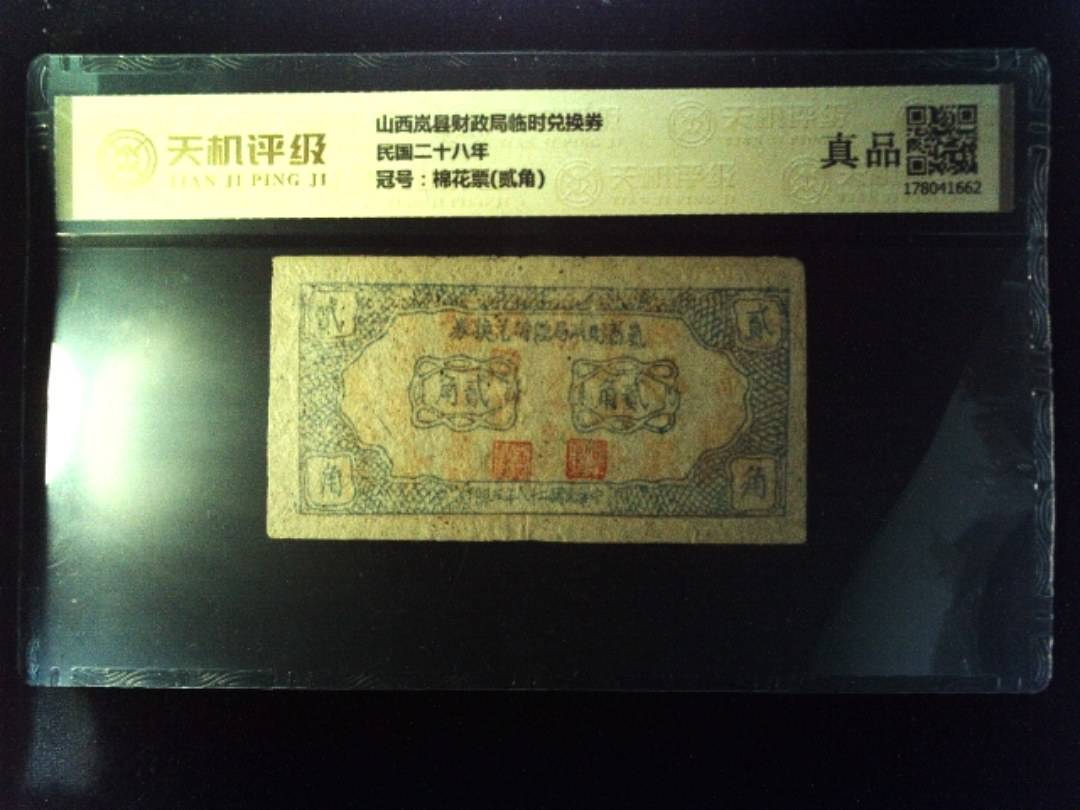 天机评级
TIAN JI PING JI
山西岚县财政局临时兑换券
民国二十八年
冠号：棉花票(贰角)
真品
178041662
贰
贰
角贰
角贰
角
角